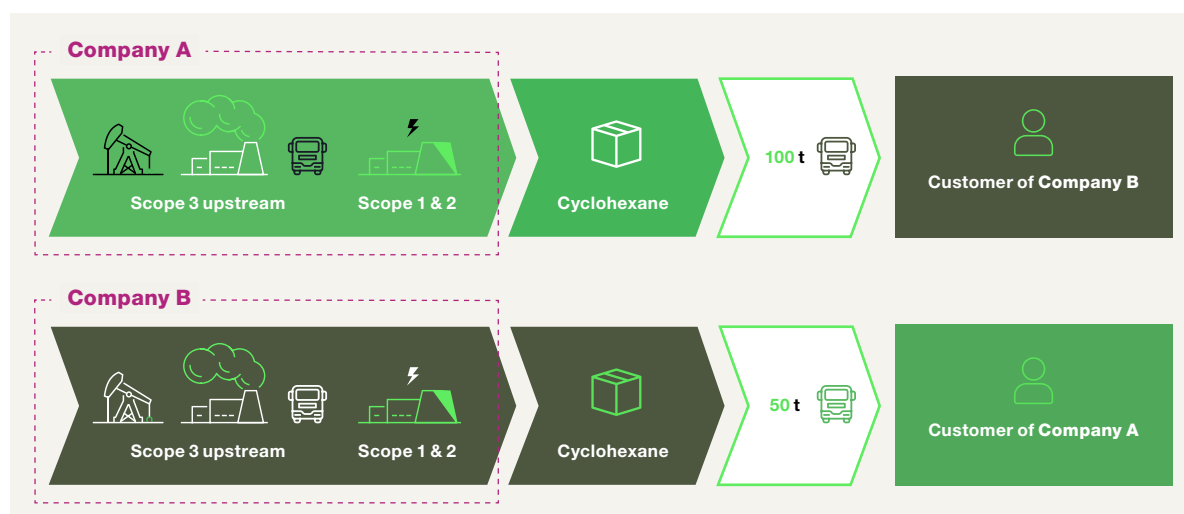 Company A
Scope 3 upstream
Scope 1 & 2
Cyclohexane
100 t
Customer of Company B
Company B
Scope 3 upstream
Scope 1 & 2
Cyclohexane
50 t
Customer of Company A